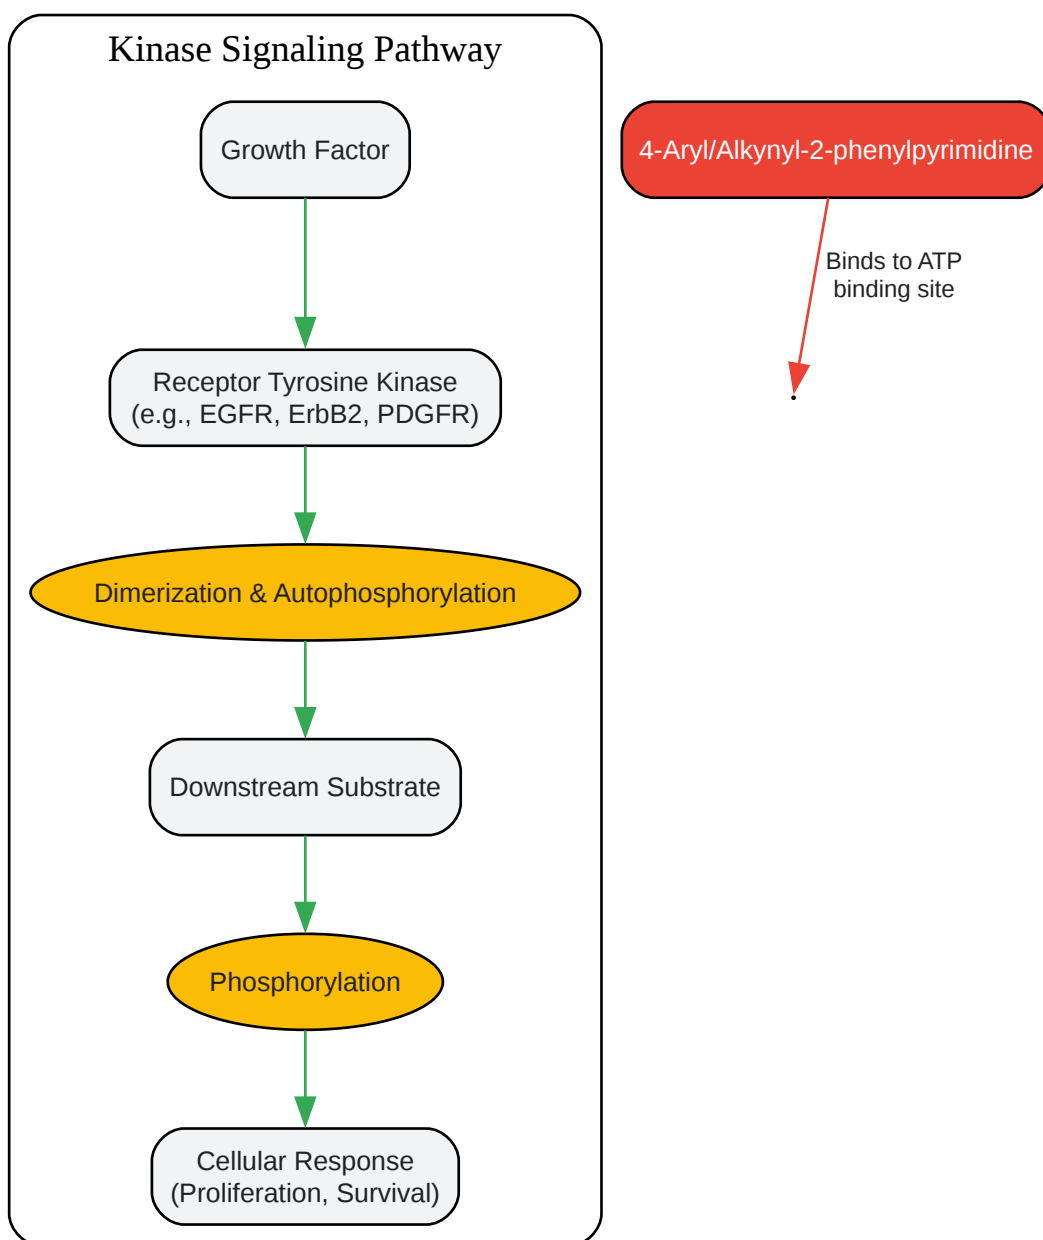 Kinase Signaling Pathway
Growth Factor
4-Aryl/Alkynyl-2-phenylpyrimidine
Binds to ATP
binding site
Receptor Tyrosine Kinase
(e.g., EGFR, ErbB2, PDGFR)
Dimerization & Autophosphorylation
Downstream Substrate
Phosphorylation
Cellular Response
(Proliferation, Survival)